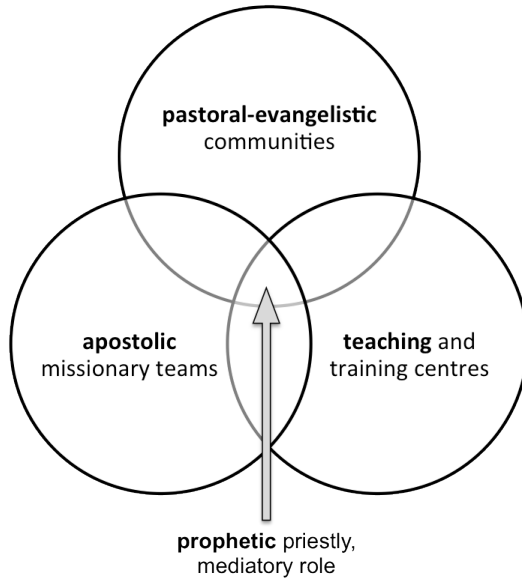 pastoral-evangelistic
communities
apostolic
missionary teams
teaching and
training centres
prophetic priestly,
mediatory role